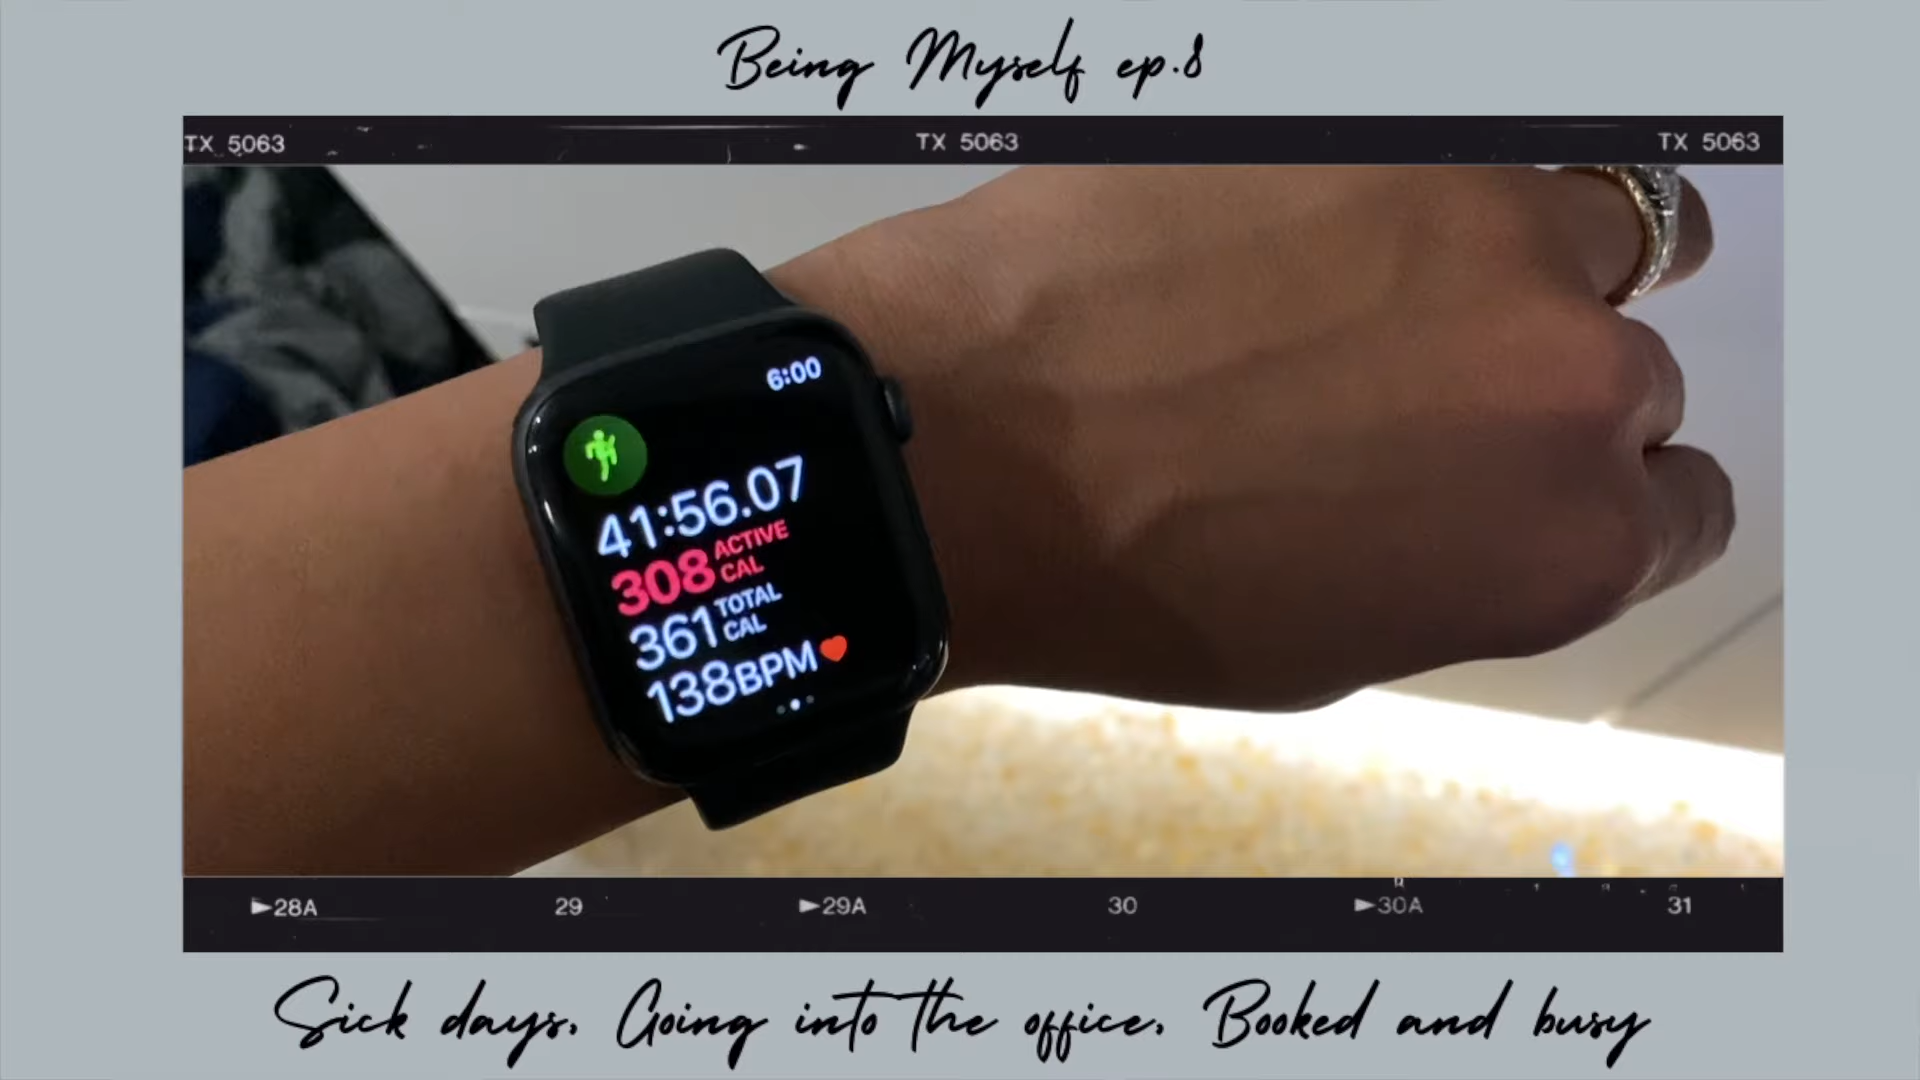 Being Myself ep.8
TX 5063 TX 5063 TX 5063
6:00
41:56.07
308 ACTIVE CAL
361 TOTAL CAL
138BPM
28A 29 29A 30 30A 31
Sick days, Going into the office, Booked and busy